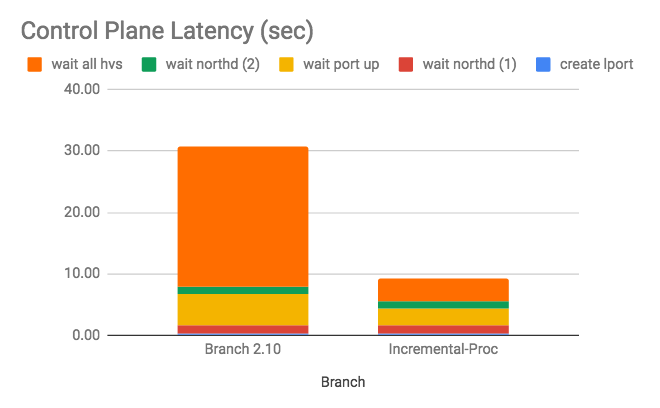 Control Plane Latency (sec)
wait all hvs wait northd (2) wait port up wait northd (1) create lport
40.00
30.00
20.00
10.00
0.00
Branch 2.10 Incremental-Proc
Branch